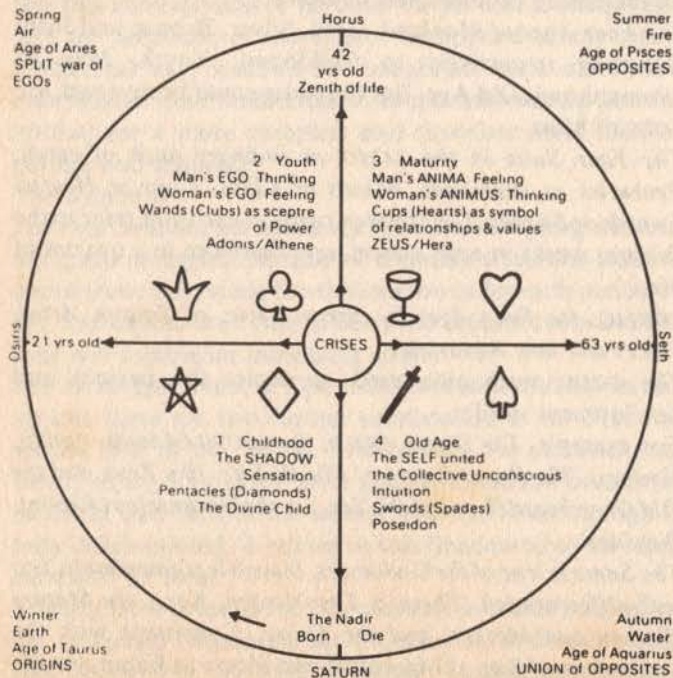 Spring
Air
Age of Aries
SPLIT war of
EGOs
Horus
Summer
Fire
Age of Pisces
OPPOSITES
42
yrs old
Zenith of life
2 Youth
Man's EGO: Thinking
Woman's EGO Feeling
Wands (Clubs) as sceptre
of Power
Adonis/Athene
3 Maturity
Man's ANIMA: Feeling
Woman's ANIMUS: Thinking
Cups (Hearts) as symbol
of relationships & values
ZEUS/Hera
Osiris
21 yrs old
CRISES
63 yrs old
Seth
1 Childhood
The SHADOW
Sensation
Pentacles (Diamonds)
The Divine Child
4 Old Age
The SELF united
the Collective Unconscious
Intuition
Swords (Spades)
Poseidon
Winter
Earth
Age of Taurus
ORIGINS
The Nadir
Born Die
SATURN
Autumn
Water
Age of Aquarius
UNION of OPPOSITES